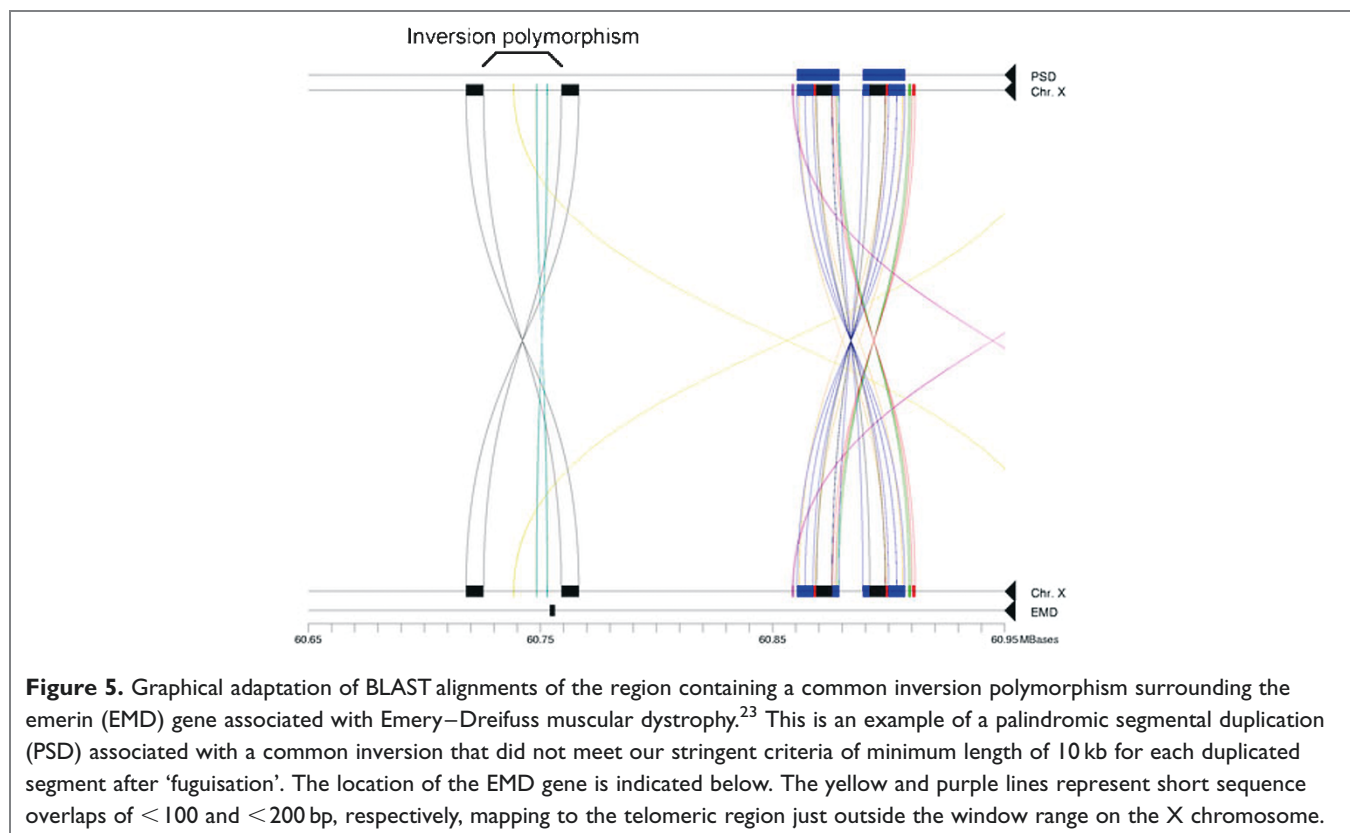 Inversion polymorphism
PSD
Chr. X
Chr. X
EMD
60.65 60.75 60.85 60.95 MBases
Figure 5. Graphical adaptation of BLAST alignments of the region containing a common inversion polymorphism surrounding the
emerin (EMD) gene associated with Emery–Dreifuss muscular dystrophy.23 This is an example of a palindromic segmental duplication
(PSD) associated with a common inversion that did not meet our stringent criteria of minimum length of 10 kb for each duplicated
segment after ‘fuguisation’. The location of the EMD gene is indicated below. The yellow and purple lines represent short sequence
overlaps of < 100 and < 200 bp, respectively, mapping to the telomeric region just outside the window range on the X chromosome.